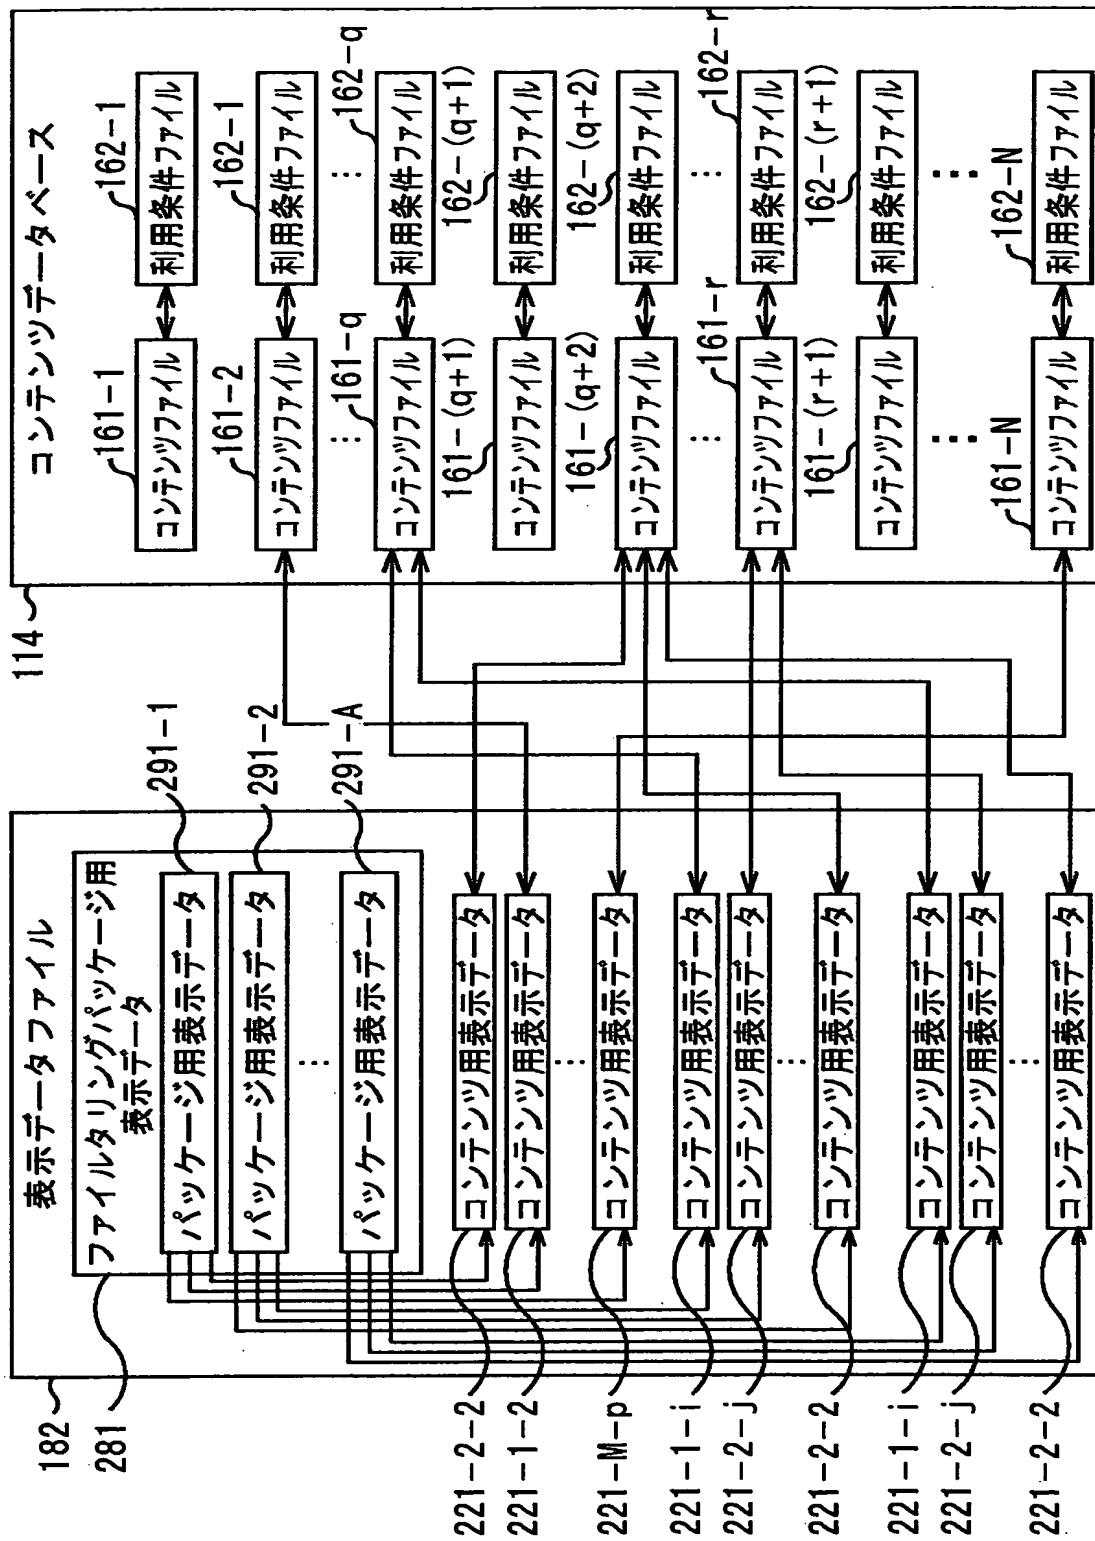 182
表示データファイル
281
ファイルタリングパッケージ用
表示データ
パッケージ用表示データ
291-1
パッケージ用表示データ
291-2
⋮
パッケージ用表示データ
291-A
221-2-2
コンテンツ用表示データ
221-1-2
コンテンツ用表示データ
⋮
221-M-p
コンテンツ用表示データ
221-1-i
コンテンツ用表示データ
221-2-j
コンテンツ用表示データ
⋮
221-2-2
コンテンツ用表示データ
221-1-i
コンテンツ用表示データ
221-2-j
コンテンツ用表示データ
⋮
221-2-2
コンテンツ用表示データ
114
コンテンツデータベース
161-1
コンテンツファイル
162-1
利用条件ファイル
161-2
コンテンツファイル
162-1
利用条件ファイル
⋮
⋮
161-q
コンテンツファイル
162-q
利用条件ファイル
161-(q+1)
コンテンツファイル
162-(q+1)
利用条件ファイル
161-(q+2)
コンテンツファイル
162-(q+2)
利用条件ファイル
⋮
⋮
161-r
コンテンツファイル
162-r
利用条件ファイル
161-(r+1)
コンテンツファイル
162-(r+1)
利用条件ファイル
⋮
⋮
161-N
コンテンツファイル
162-N
利用条件ファイル